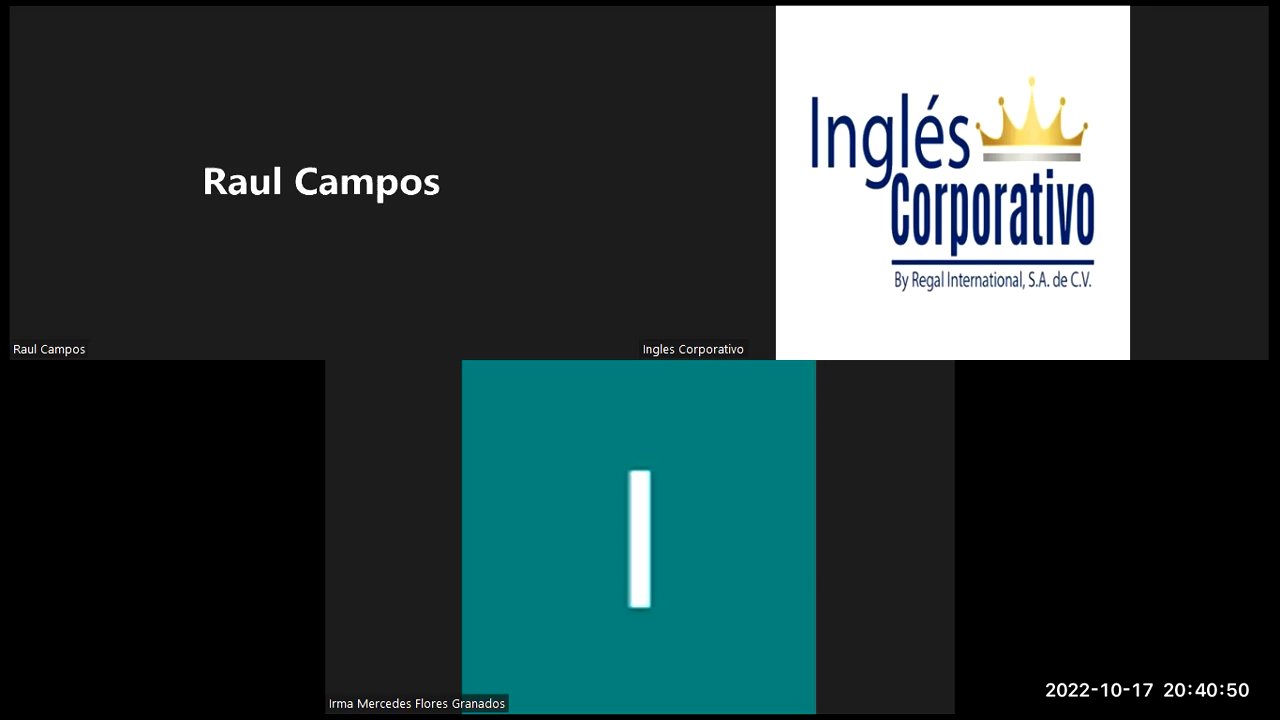 Raul Campos
Raul Campos
Inglés
Corporativo
By Regal International, S.A. de C.V.
Ingles Corporativo
I
Irma Mercedes Flores Granados
2022-10-17 20:40:50